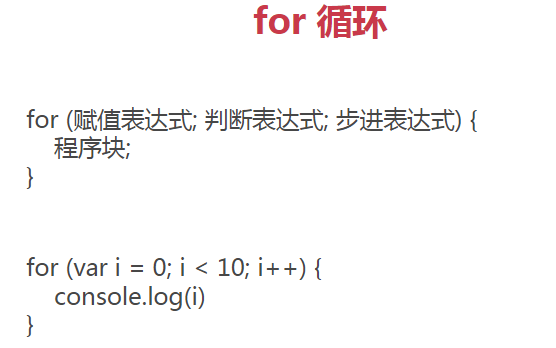 for 循环
for (赋值表达式; 判断表达式; 步进表达式) {
程序块;
}
for (var i = 0; i < 10; i++) {
console.log(i)
}